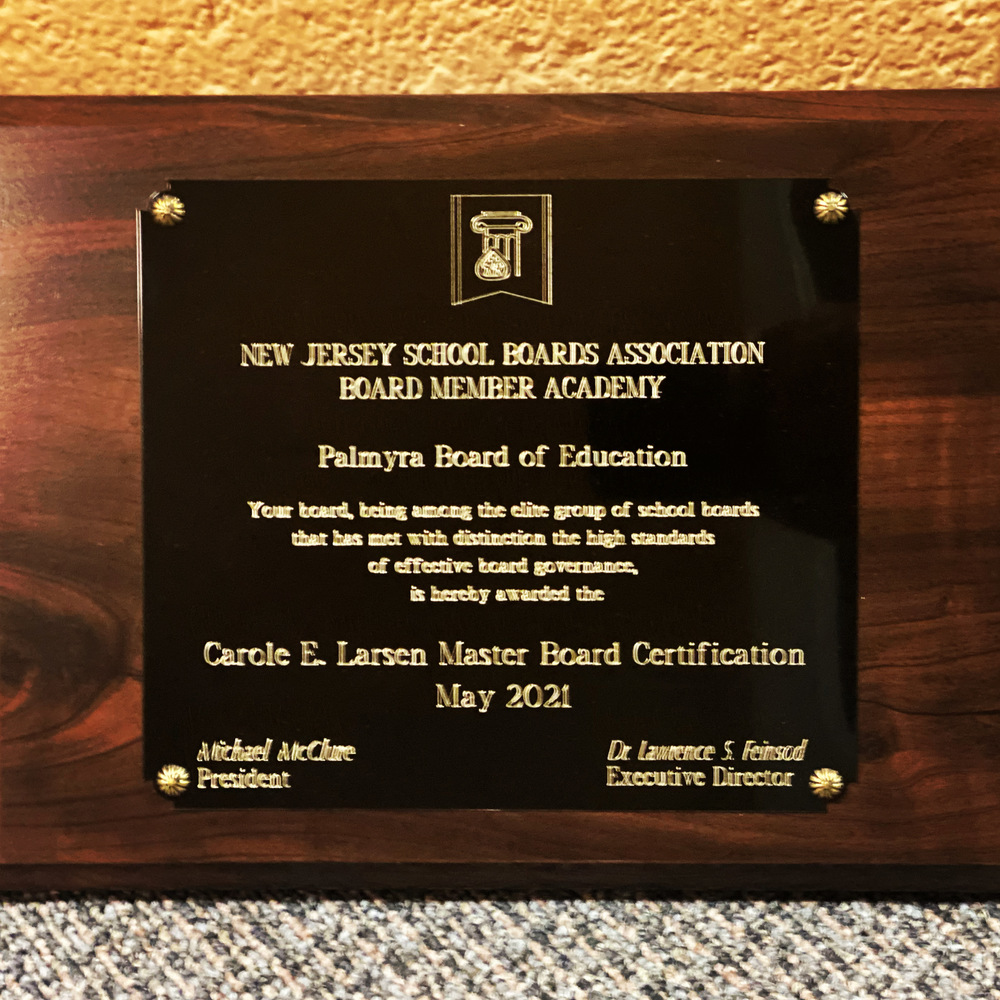 NEW JERSEY SCHOOL BOARDS ASSOCIATION
BOARD MEMBER ACADEMY
Palmyra Board of Education
Your board, being among the elite group of school boards
that has met with distinction the high standards
of effective board governance,
is hereby awarded the
Carole E. Larsen Master Board Certification
May 2021
Michael McClure
President
Dr. Lawrence S. Feinsod
Executive Director